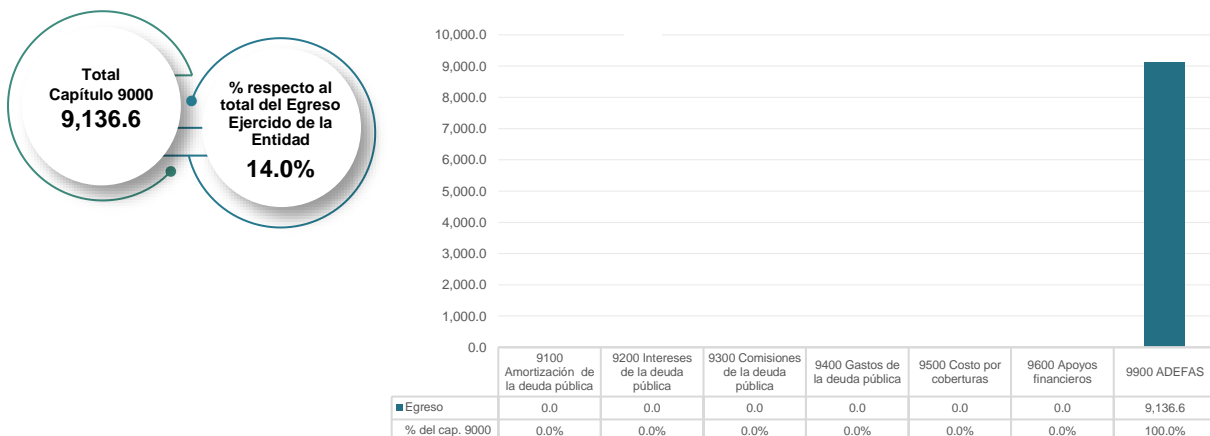 Total
Capítulo 9000
9,136.6
% respecto al
total del Egreso
Ejercido de la
Entidad
14.0%
10,000.0
9,000.0
8,000.0
7,000.0
6,000.0
5,000.0
4,000.0
3,000.0
2,000.0
1,000.0
0.0
9100 Amortización de la deuda pública
9200 Intereses de la deuda pública
9300 Comisiones de la deuda pública
9400 Gastos de la deuda pública
9500 Costo por coberturas
9600 Apoyos financieros
9900 ADEFAS
Egreso 0.0 0.0 0.0 0.0 0.0 0.0 9,136.6
% del cap. 9000 0.0% 0.0% 0.0% 0.0% 0.0% 0.0% 100.0%